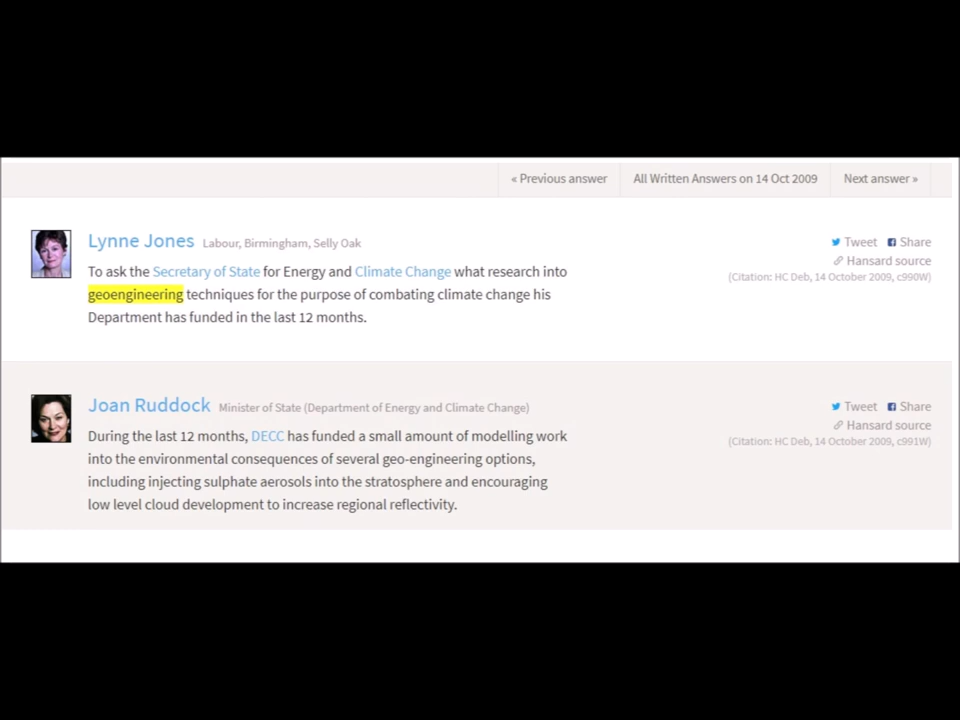 « Previous answer All Written Answers on 14 Oct 2009 Next answer »
Lynne Jones Labour, Birmingham, Selly Oak
To ask the Secretary of State for Energy and Climate Change what research into
geoengineering techniques for the purpose of combating climate change his
Department has funded in the last 12 months.
Tweet Share
Hansard source
(Citation: HC Deb, 14 October 2009, c990W)
Joan Ruddock Minister of State (Department of Energy and Climate Change)
During the last 12 months, DECC has funded a small amount of modelling work
into the environmental consequences of several geo-engineering options,
including injecting sulphate aerosols into the stratosphere and encouraging
low level cloud development to increase regional reflectivity.
Tweet Share
Hansard source
(Citation: HC Deb, 14 October 2009, c991W)